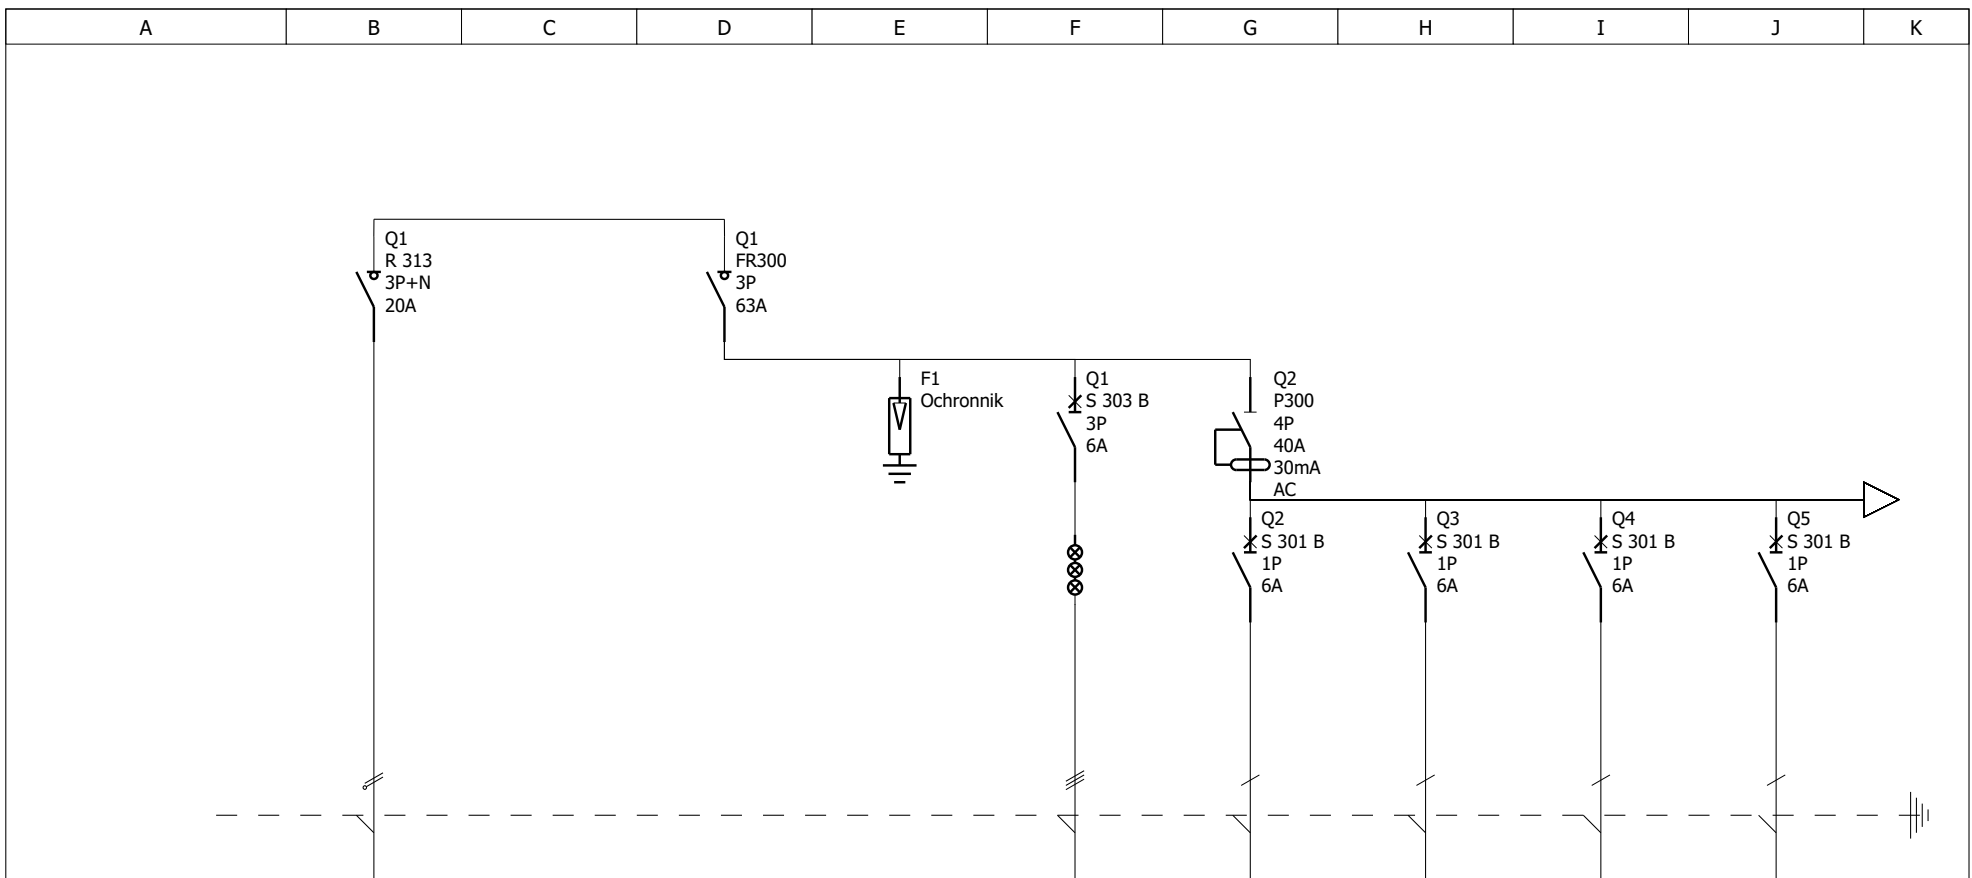 A B C D E F G H I J K
Q1
R 313
3P+N
20A
Q1
FR300
3P
63A
F1
Ochronnik
Q1
S 303 B
3P
6A
Q2
P300
4P
40A
30mA
AC
Q2
S 301 B
1P
6A
Q3
S 301 B
1P
6A
Q4
S 301 B
1P
6A
Q5
S 301 B
1P
6A